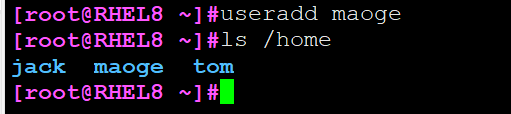 [root@RHEL8 ~]#useradd maoge
[root@RHEL8 ~]#ls /home
jack  maoge  tom
[root@RHEL8 ~]#